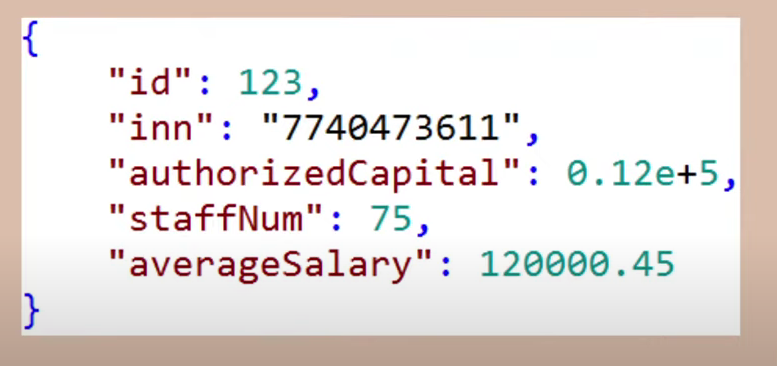 {
"id": 123,
"inn": "7740473611",
"authorizedCapital": 0.12e+5,
"staffNum": 75,
"averageSalary": 120000.45
}